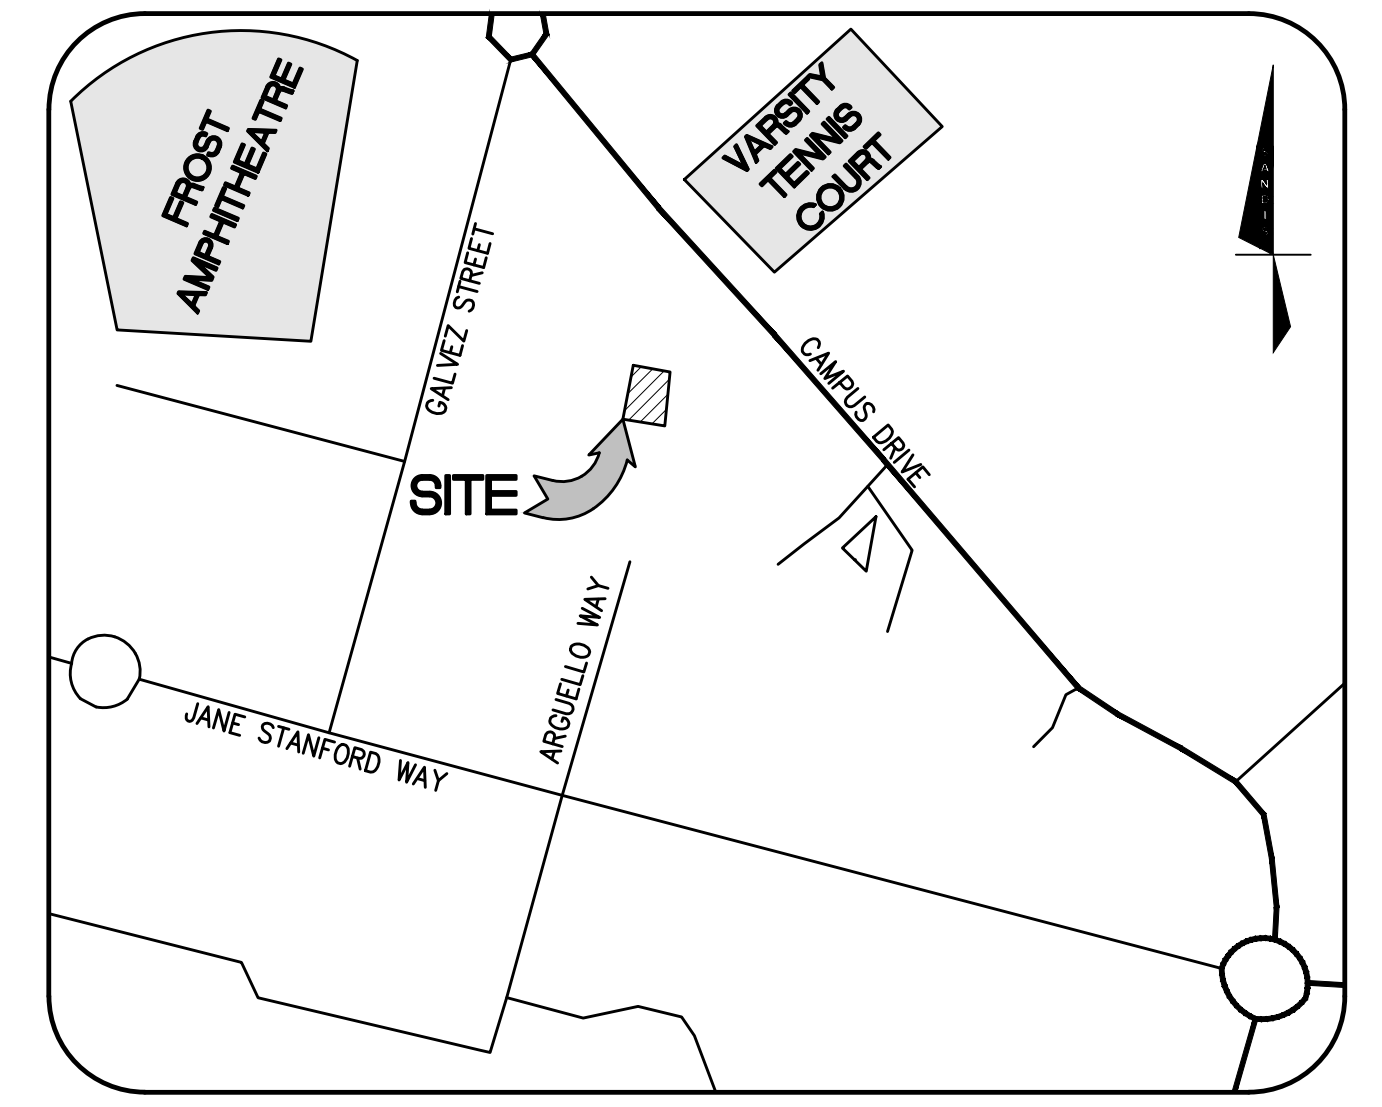 FROST
AMPHITHEATRE
VARSITY
TENNIS
COURT
GALVEZ STREET
CAMPUS DRIVE
SITE
ARGUELLO WAY
JANE STANFORD WAY